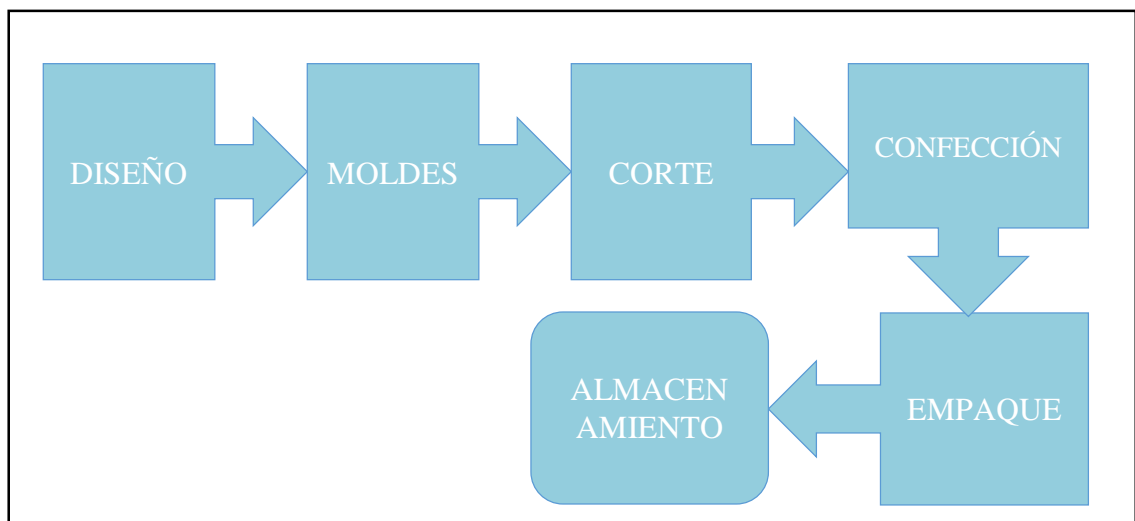 DISEÑO
MOLDES
CORTE
CONFECCIÓN
ALMACEN
AMIENTO
EMPAQUE